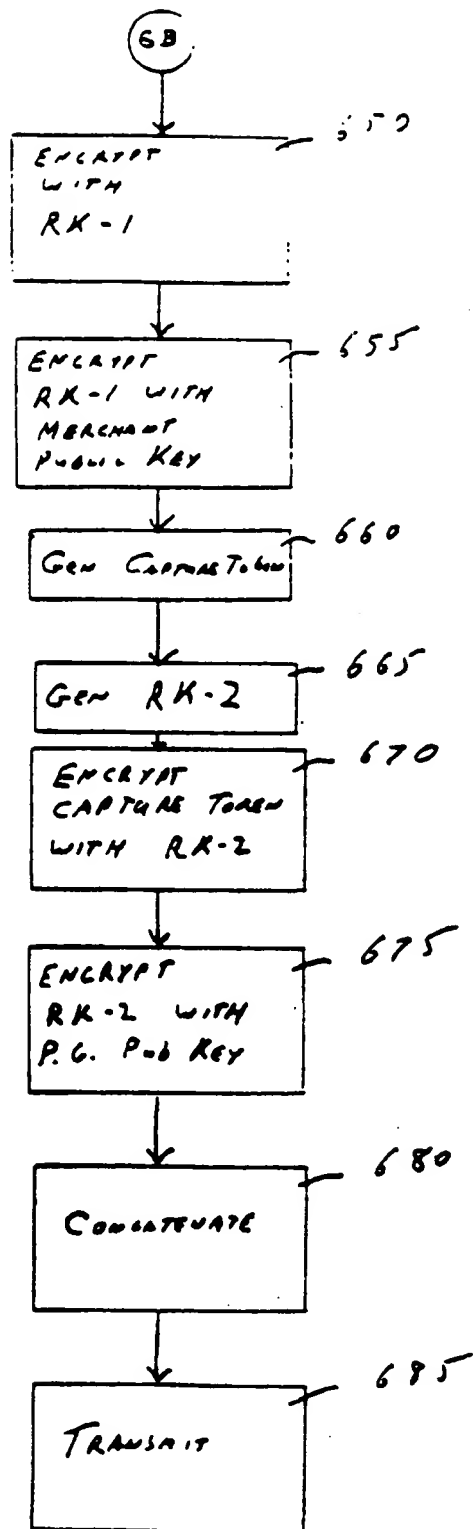 6B
650
ENCRYPT
WITH
RK-1
655
ENCRYPT
RK-1 WITH
MERCHANT
PUBLIC KEY
660
GEN CAPTURE TOKEN
665
GEN RK-2
670
ENCRYPT
CAPTURE TOKEN
WITH RK-2
675
ENCRYPT
RK-2 WITH
P.G. Pub KEY
680
CONCATENATE
685
TRANSMIT